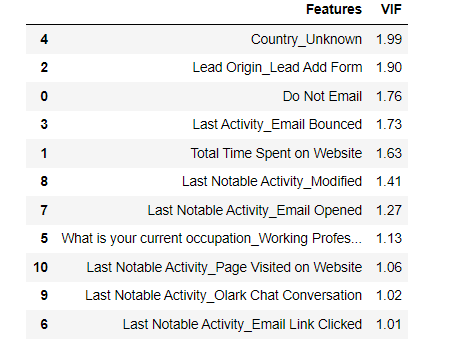 Features VIF
4 Country_Unknown 1.99
2 Lead Origin_Lead Add Form 1.90
0 Do Not Email 1.76
3 Last Activity_Email Bounced 1.73
1 Total Time Spent on Website 1.63
8 Last Notable Activity_Modified 1.41
7 Last Notable Activity_Email Opened 1.27
5 What is your current occupation_Working Profes... 1.13
10 Last Notable Activity_Page Visited on Website 1.06
9 Last Notable Activity_Olark Chat Conversation 1.02
6 Last Notable Activity_Email Link Clicked 1.01